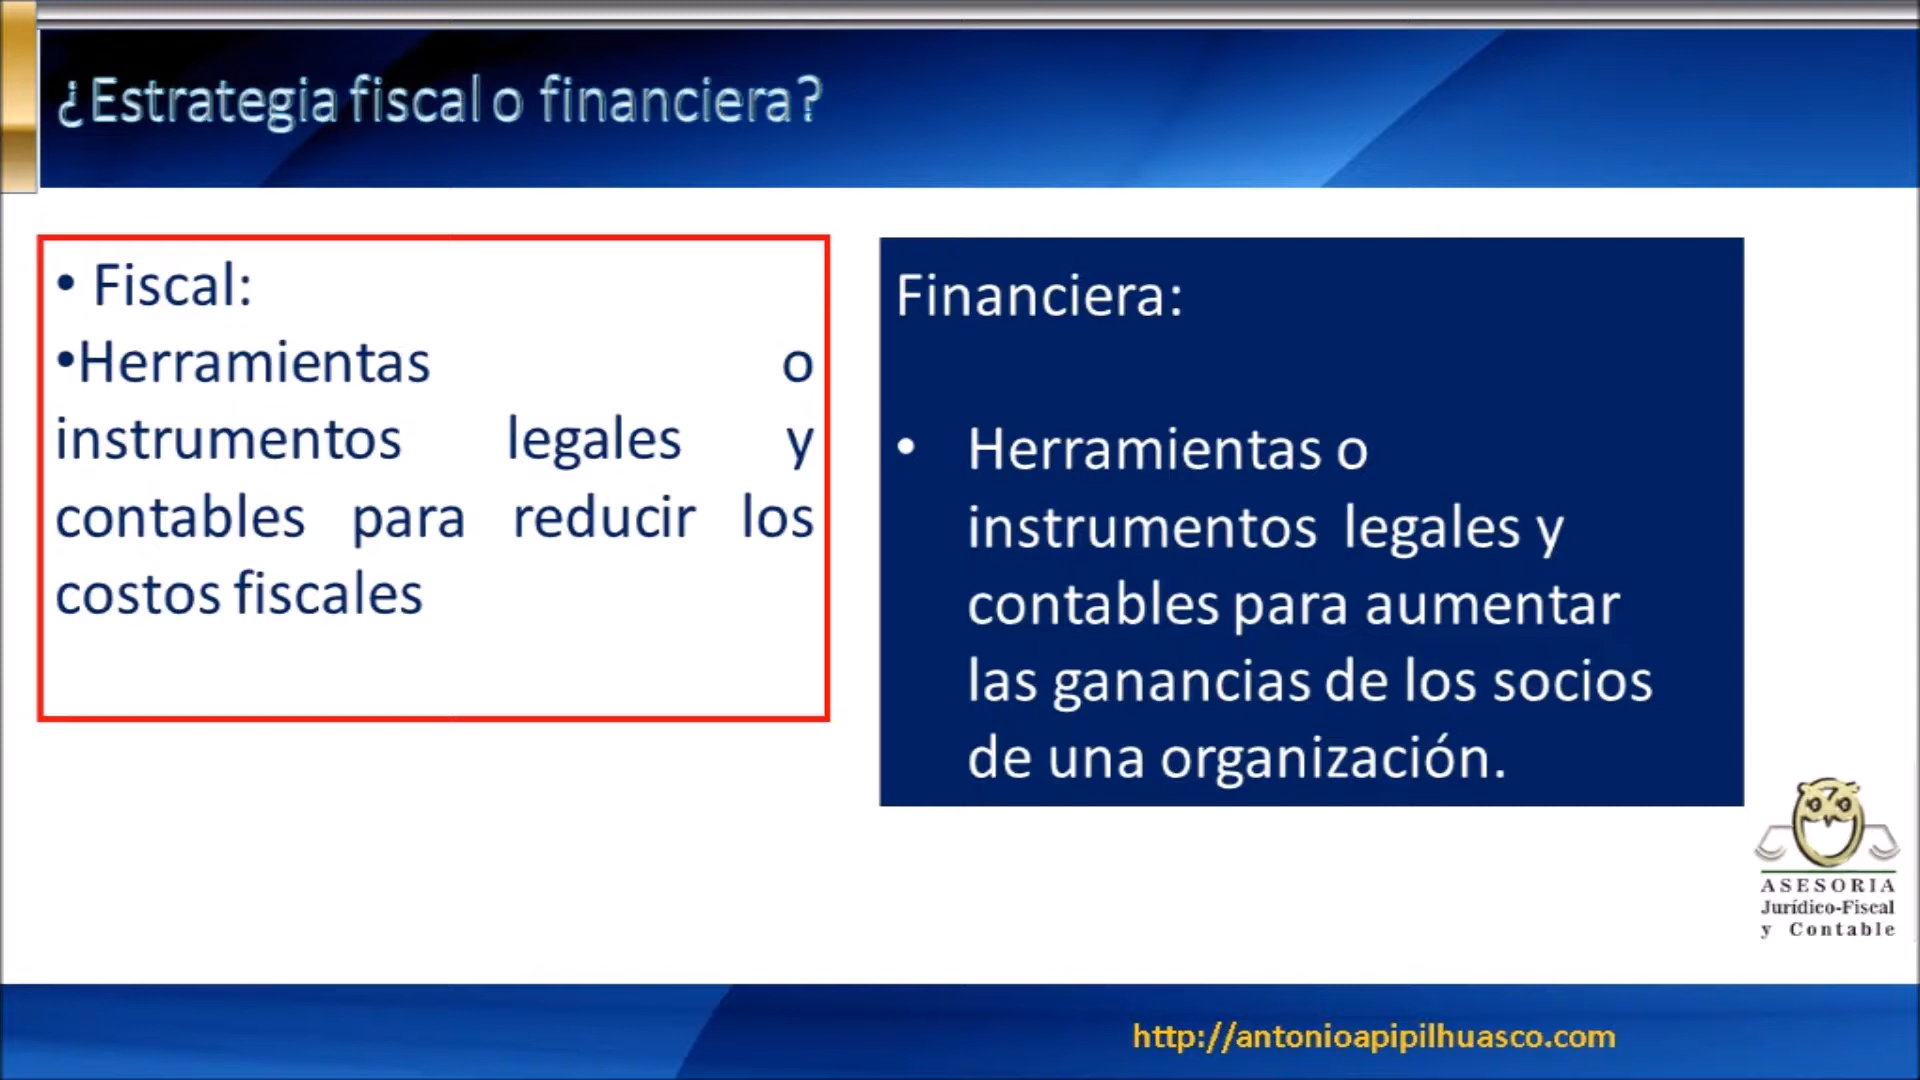 ¿Estrategia fiscal o financiera?
• Fiscal:
•Herramientas o
instrumentos legales y
contables para reducir los
costos fiscales
Financiera:
• Herramientas o
instrumentos legales y
contables para aumentar
las ganancias de los socios
de una organización.
ASESORIA
Jurídico-Fiscal
y Contable
http://antonioapipilhuasco.com